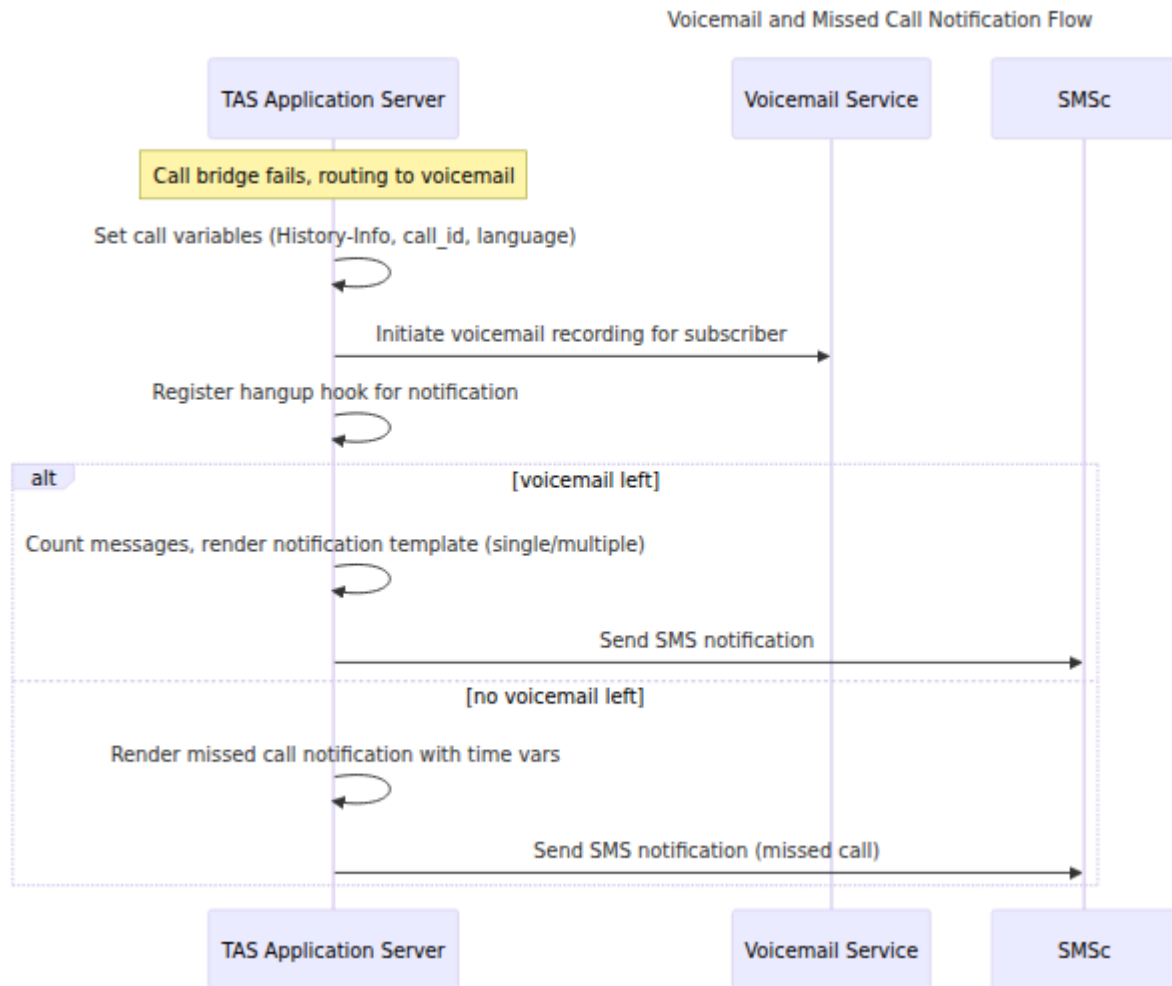 Voicemail and Missed Call Notification Flow
TAS Application Server
Voicemail Service
SMSc
Call bridge fails, routing to voicemail
Set call variables (History-Info, call_id, language)
Initiate voicemail recording for subscriber
Register hangup hook for notification
alt
[voicemail left]
Count messages, render notification template (single/multiple)
Send SMS notification
[no voicemail left]
Render missed call notification with time vars
Send SMS notification (missed call)
TAS Application Server
Voicemail Service
SMSc